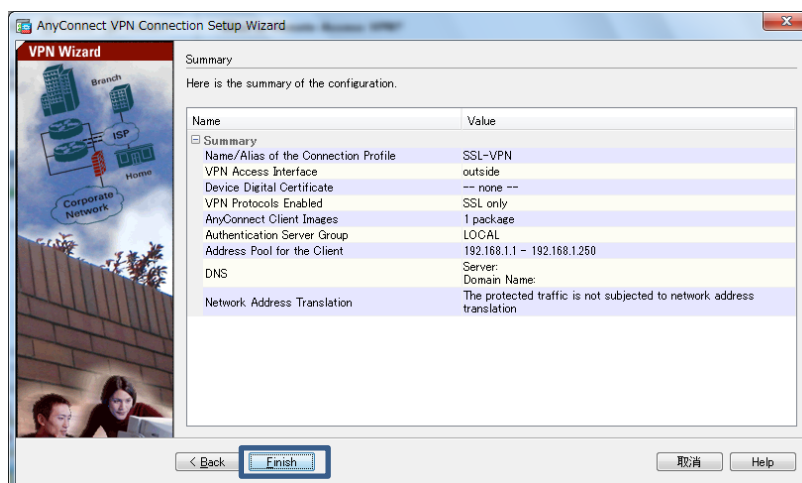 AnyConnect VPN Connection Setup Wizard
VPN Wizard
Branch
ISP
Home
Corporate
Network
Summary
Here is the summary of the configuration.
Name Value
Summary
Name/Alias of the Connection Profile SSL-VPN
VPN Access Interface outside
Device Digital Certificate -- none --
VPN Protocols Enabled SSL only
AnyConnect Client Images 1 package
Authentication Server Group LOCAL
Address Pool for the Client 192.168.1.1 - 192.168.1.250
DNS Server:
Domain Name:
Network Address Translation The protected traffic is not subjected to network address
translation
< Back Finish 取消 Help